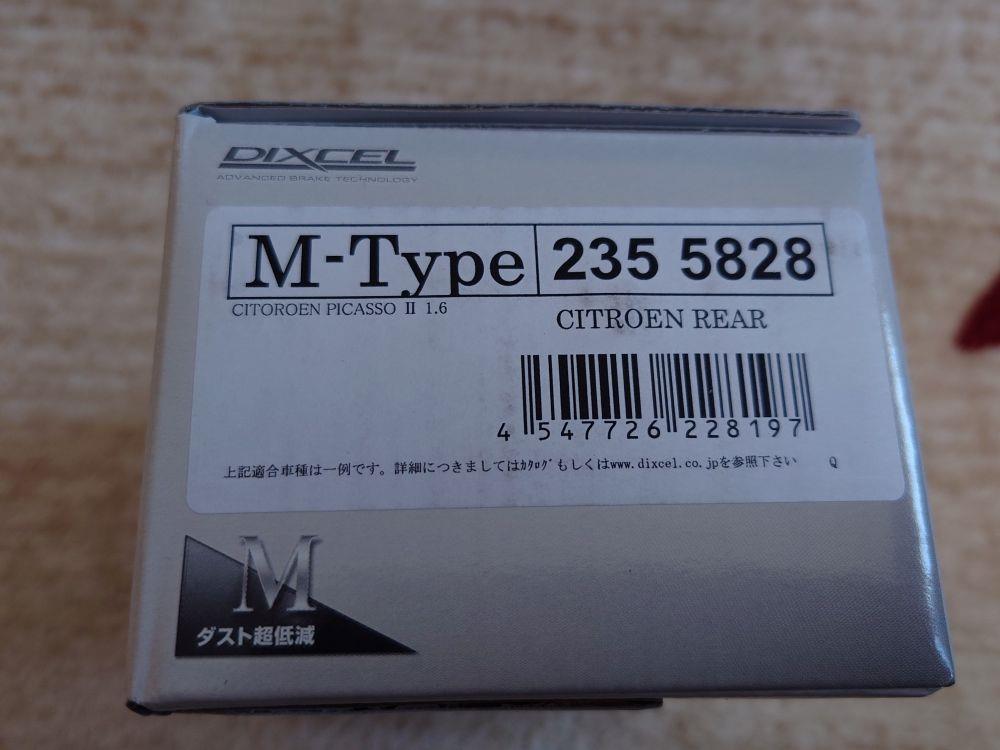 DIXCEL
ADVANCED BRAKE TECHNOLOGY
M-Type 235 5828
CITOROEN PICASSO Ⅱ 1.6
CITROEN REAR
4 547726 228197
上記適合車種は一例です。詳細につきましてはｶﾀﾛｸﾞもしくはwww.dixcel.co.jpを参照下さい Q
M
ダスト超低減